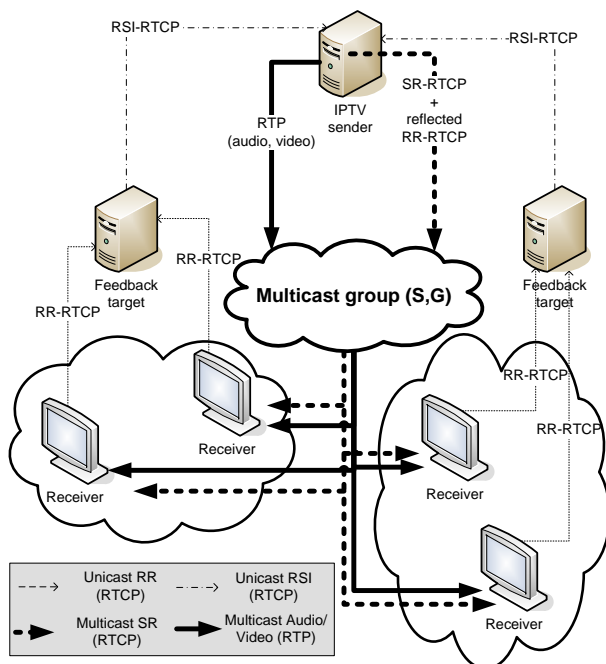 RSI-RTCP
RSI-RTCP
IPTV
sender
SR-RTCP
+
reflected
RR-RTCP
RTP
(audio, video)
Feedback
target
RR-RTCP
Feedback
target
Multicast group (S,G)
RR-RTCP
RR-RTCP
RR-RTCP
Receiver
Receiver
Receiver
Receiver
Unicast RR
(RTCP)
Unicast RSI
(RTCP)
Multicast SR
(RTCP)
Multicast Audio/
Video (RTP)